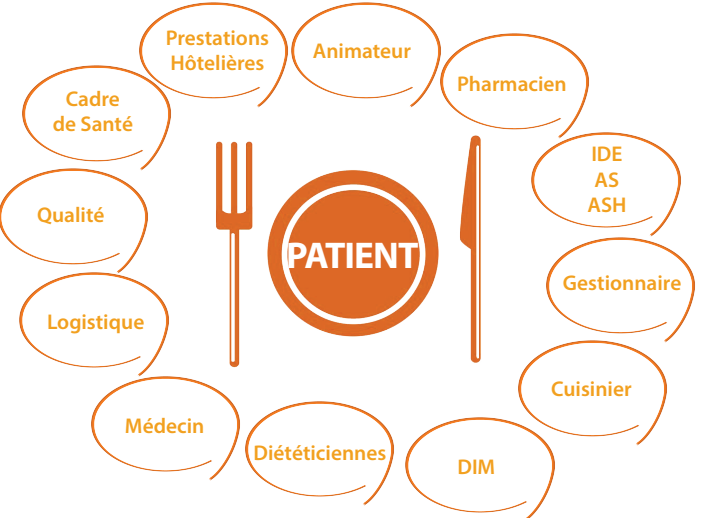 Prestations
Hôtelières
Animateur
Pharmacien
Cadre
de Santé
IDE
AS
ASH
Qualité
PATIENT
Gestionnaire
Logistique
Cuisinier
Médecin
Diététiciennes
DIM